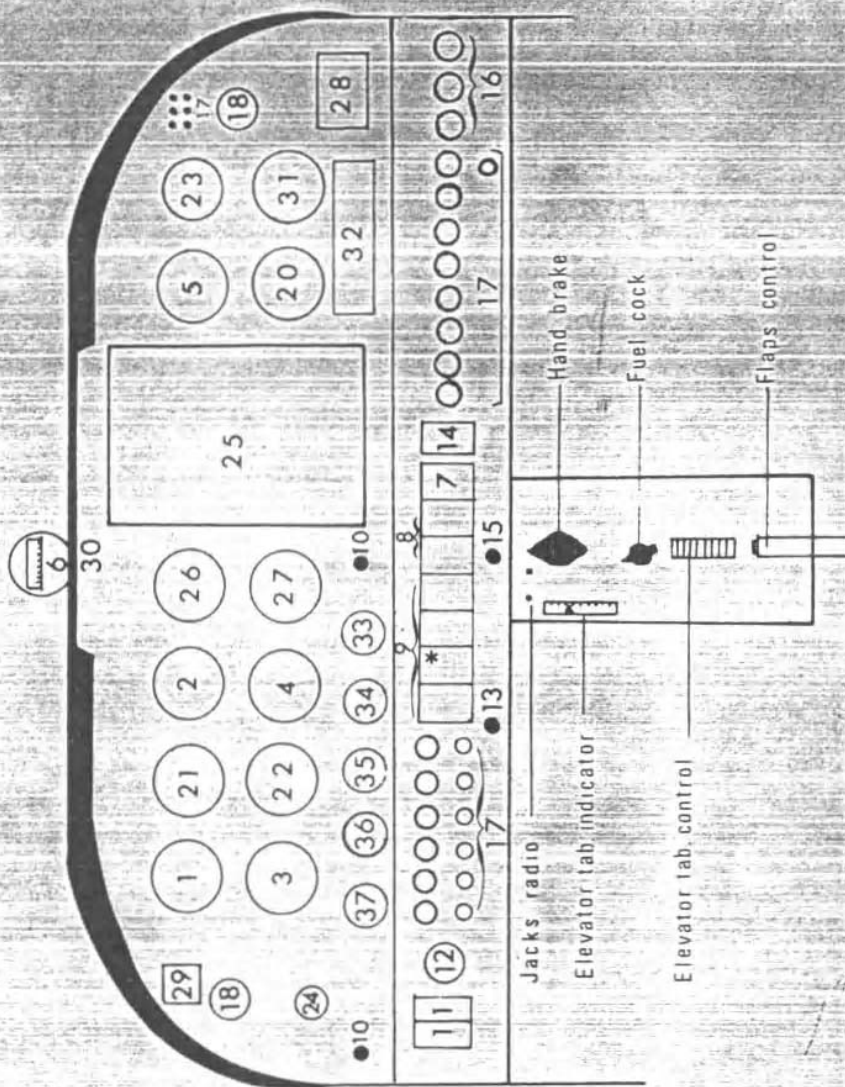 6
30
29 1 21 2 26 5 23 17
18 25 18
24 3 22 4 27 20 31 28
32
10 37 36 35 34 33 10
9 8
11 12 * 7 14
17 13 15 17 16
Jacks radio
Hand brake
Elevator tab indicator
Fuel cock
Elevator tab control
Flaps control